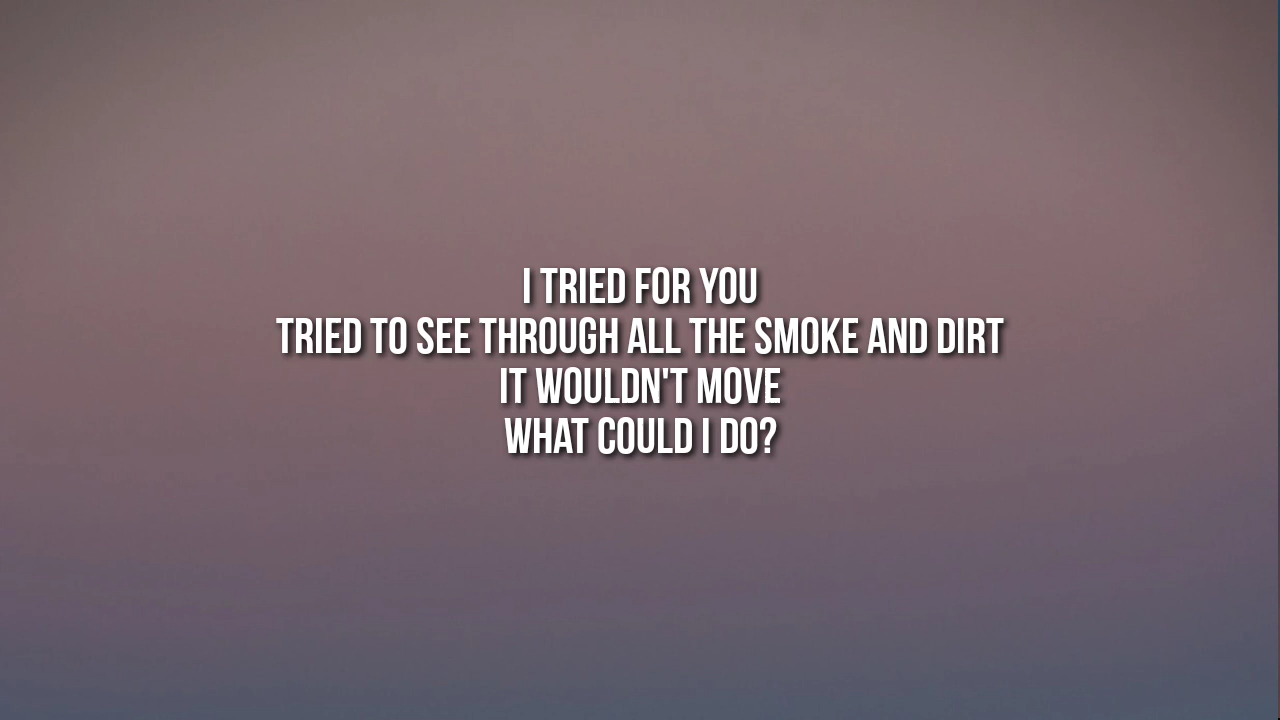 I TRIED FOR YOU
TRIED TO SEE THROUGH ALL THE SMOKE AND DIRT
IT WOULDN'T MOVE
WHAT COULD I DO?